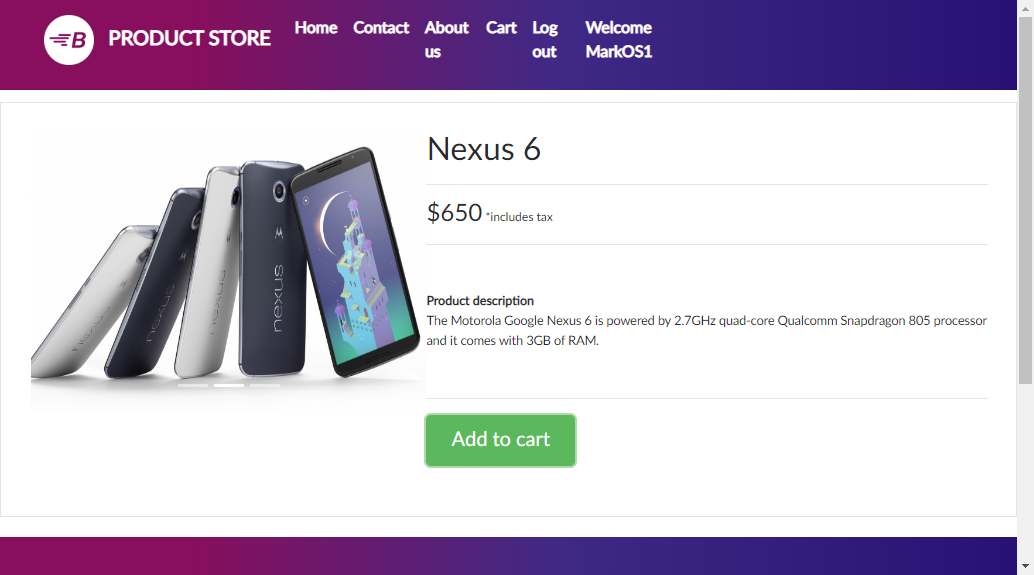 B PRODUCT STORE
Home Contact About us Cart Log out Welcome MarkOS1
Nexus 6
$650 *includes tax
Product description
The Motorola Google Nexus 6 is powered by 2.7GHz quad-core Qualcomm Snapdragon 805 processor
and it comes with 3GB of RAM.
Add to cart
nexus
nexus
nexus
nexus